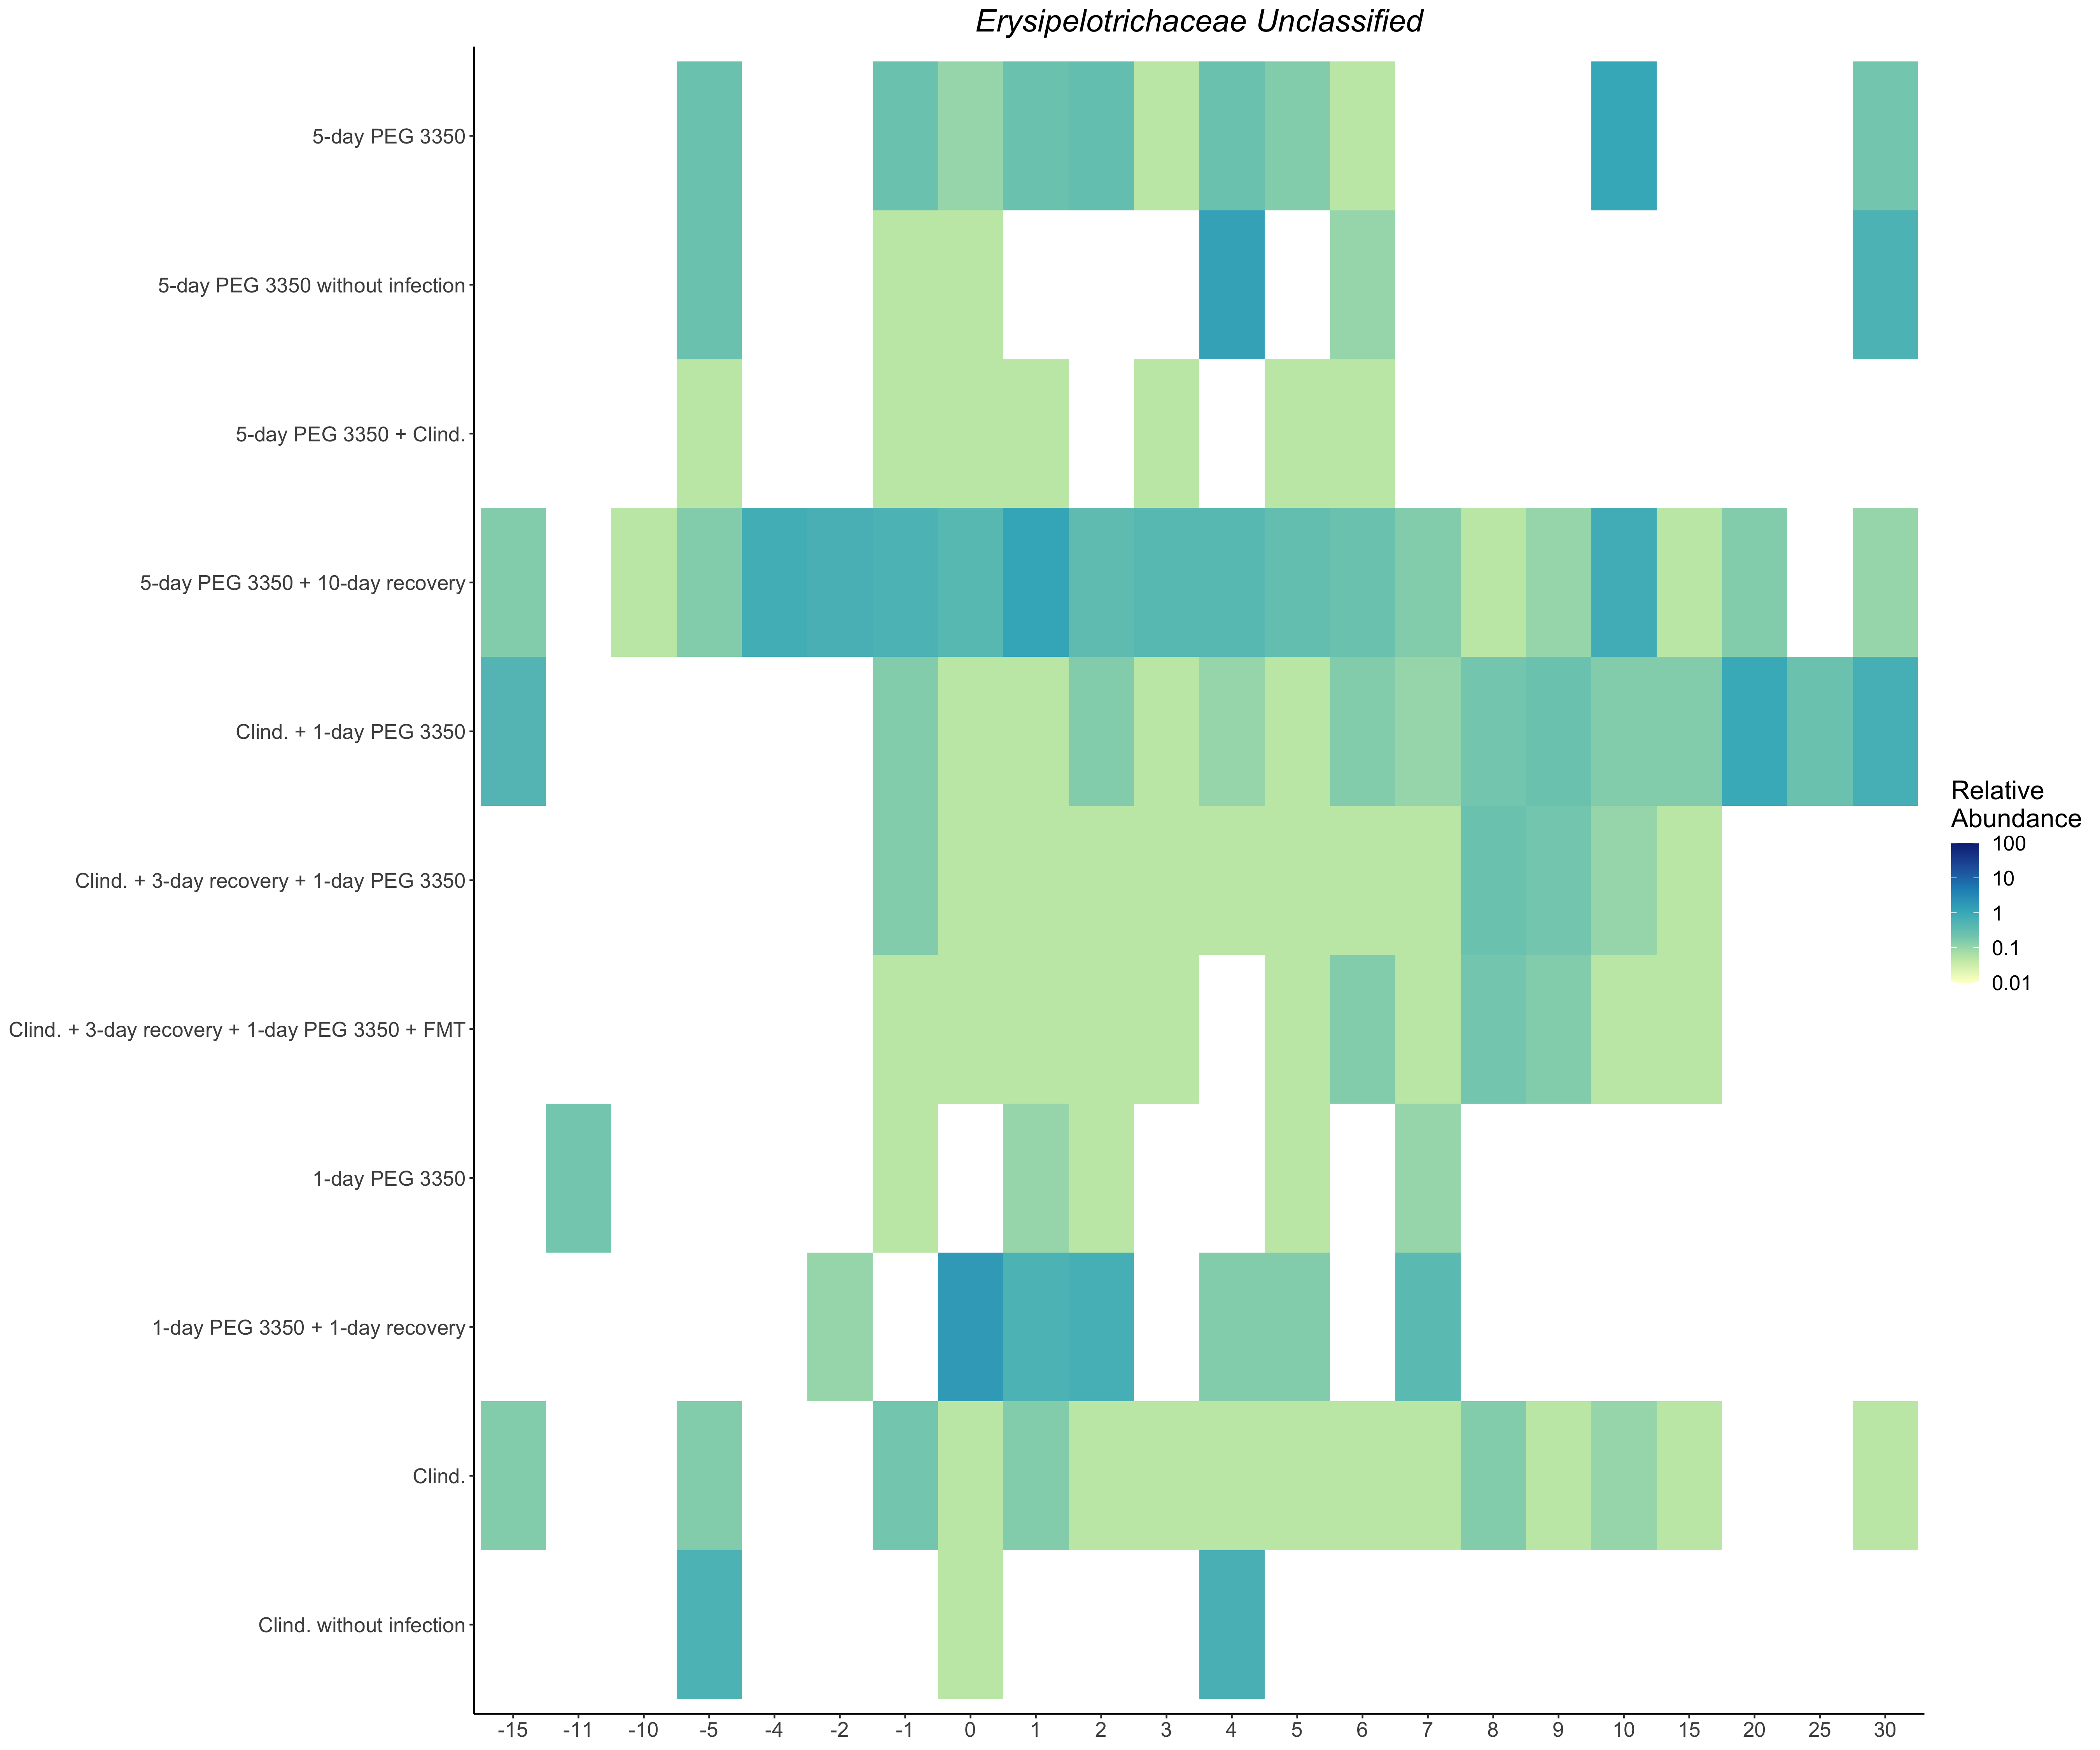 Erysipelotrichaceae Unclassified
5-day PEG 3350
5-day PEG 3350 without infection
5-day PEG 3350 + Clind.
5-day PEG 3350 + 10-day recovery
Clind. + 1-day PEG 3350
Clind. + 3-day recovery + 1-day PEG 3350
Clind. + 3-day recovery + 1-day PEG 3350 + FMT
1-day PEG 3350
1-day PEG 3350 + 1-day recovery
Clind.
Clind. without infection
-15 -11 -10 -5 -4 -2 -1 0 1 2 3 4 5 6 7 8 9 10 15 20 25 30
Relative
Abundance
100
10
1
0.1
0.01